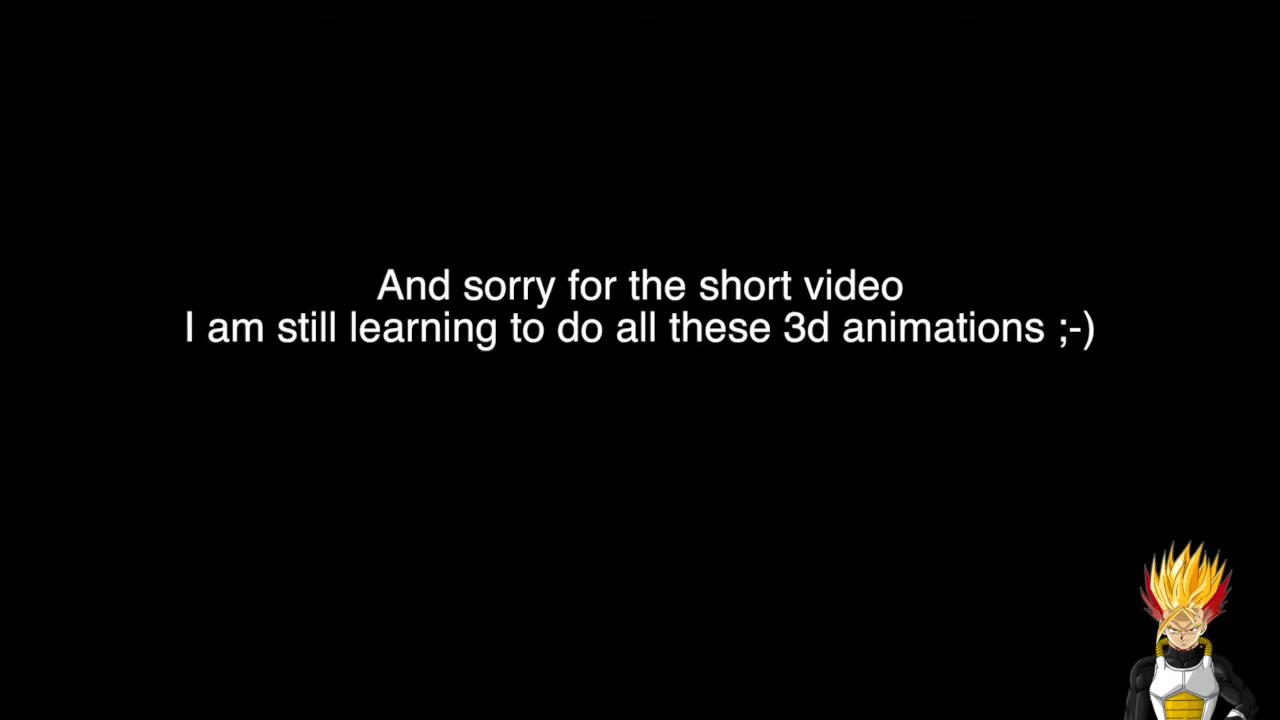 And sorry for the short video
I am still learning to do all these 3d animations ;-)